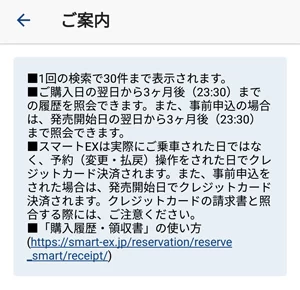 ご案内
■1回の検索で30件まで表示されます。
■ご購入日の翌日から3ヶ月後（23:30）まで
の履歴を照会できます。また、事前申込の場合
は、発売開始日の翌日から3ヶ月後（23:30）
まで照会できます。
■スマートEXは実際にご乗車された日ではな
く、予約（変更・払戻）操作をされた日でクレ
ジットカード決済されます。また、事前申込を
された場合は、発売開始日でクレジットカード
決済されます。クレジットカードの請求書と照
合する際には、ご注意ください。
■「購入履歴・領収書」の使い方
(https://smart-ex.jp/reservation/reserve
_smart/receipt/)